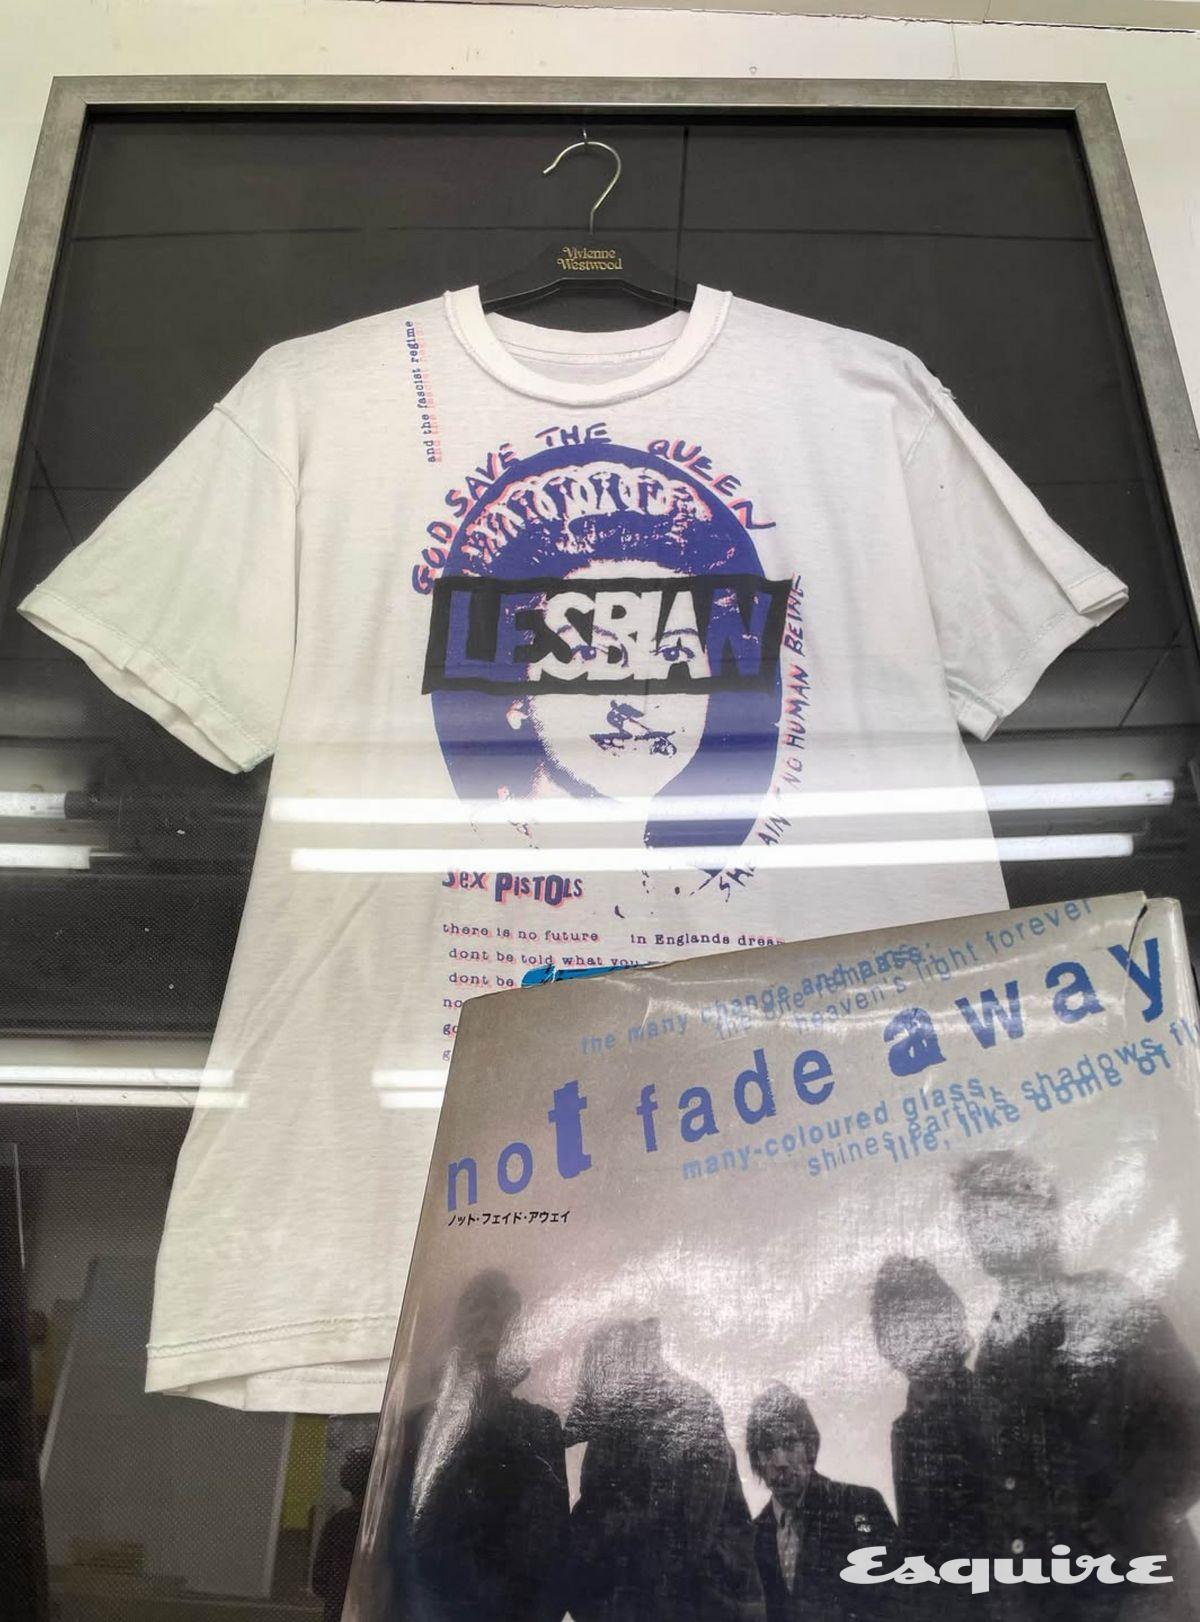 Vivienne
Westwood
and the fascist regime
GOD SAVE THE QUEEN
LESBIAN
SHE AIN'T NO HUMAN BEING
SEX PISTOLS
there is no future in Englands
dont be told what you
dont be
the many change and pass;
heaven's light forever
not fade away
many-coloured glass,
shines, earth's shadows
life, like dome of
ノット・フェイド・アウェイ
Esquire